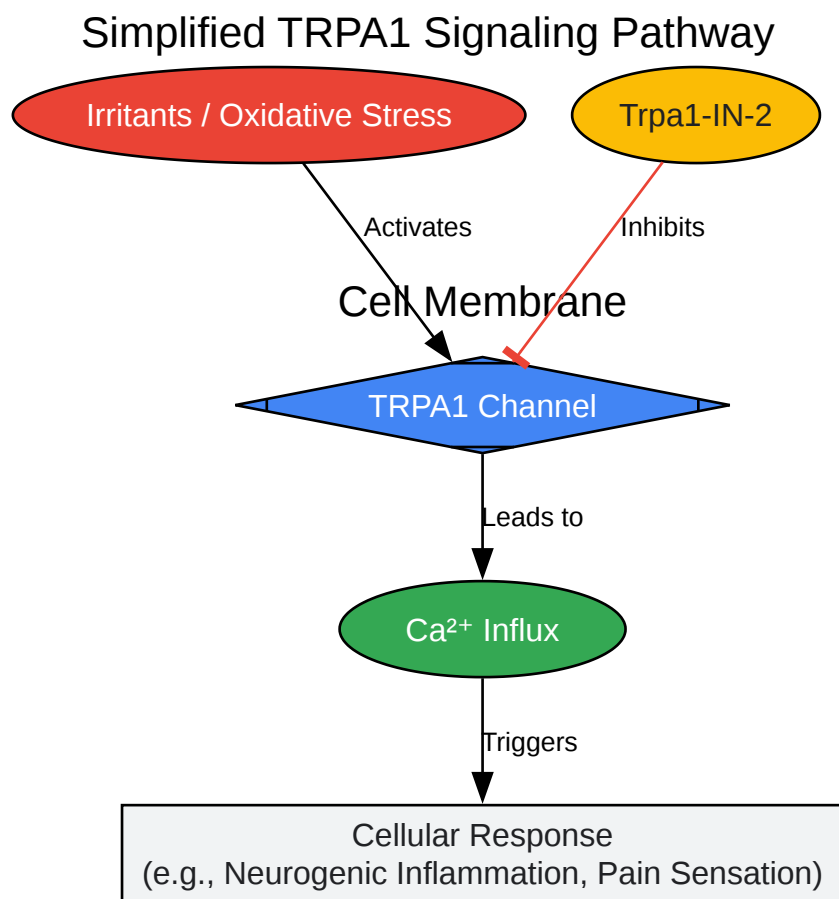 Simplified TRPA1 Signaling Pathway
Irritants / Oxidative Stress
Trpa1-IN-2
Activates
Inhibits
Cell Membrane
TRPA1 Channel
Leads to
Ca²⁺ Influx
Triggers
Cellular Response
(e.g., Neurogenic Inflammation, Pain Sensation)